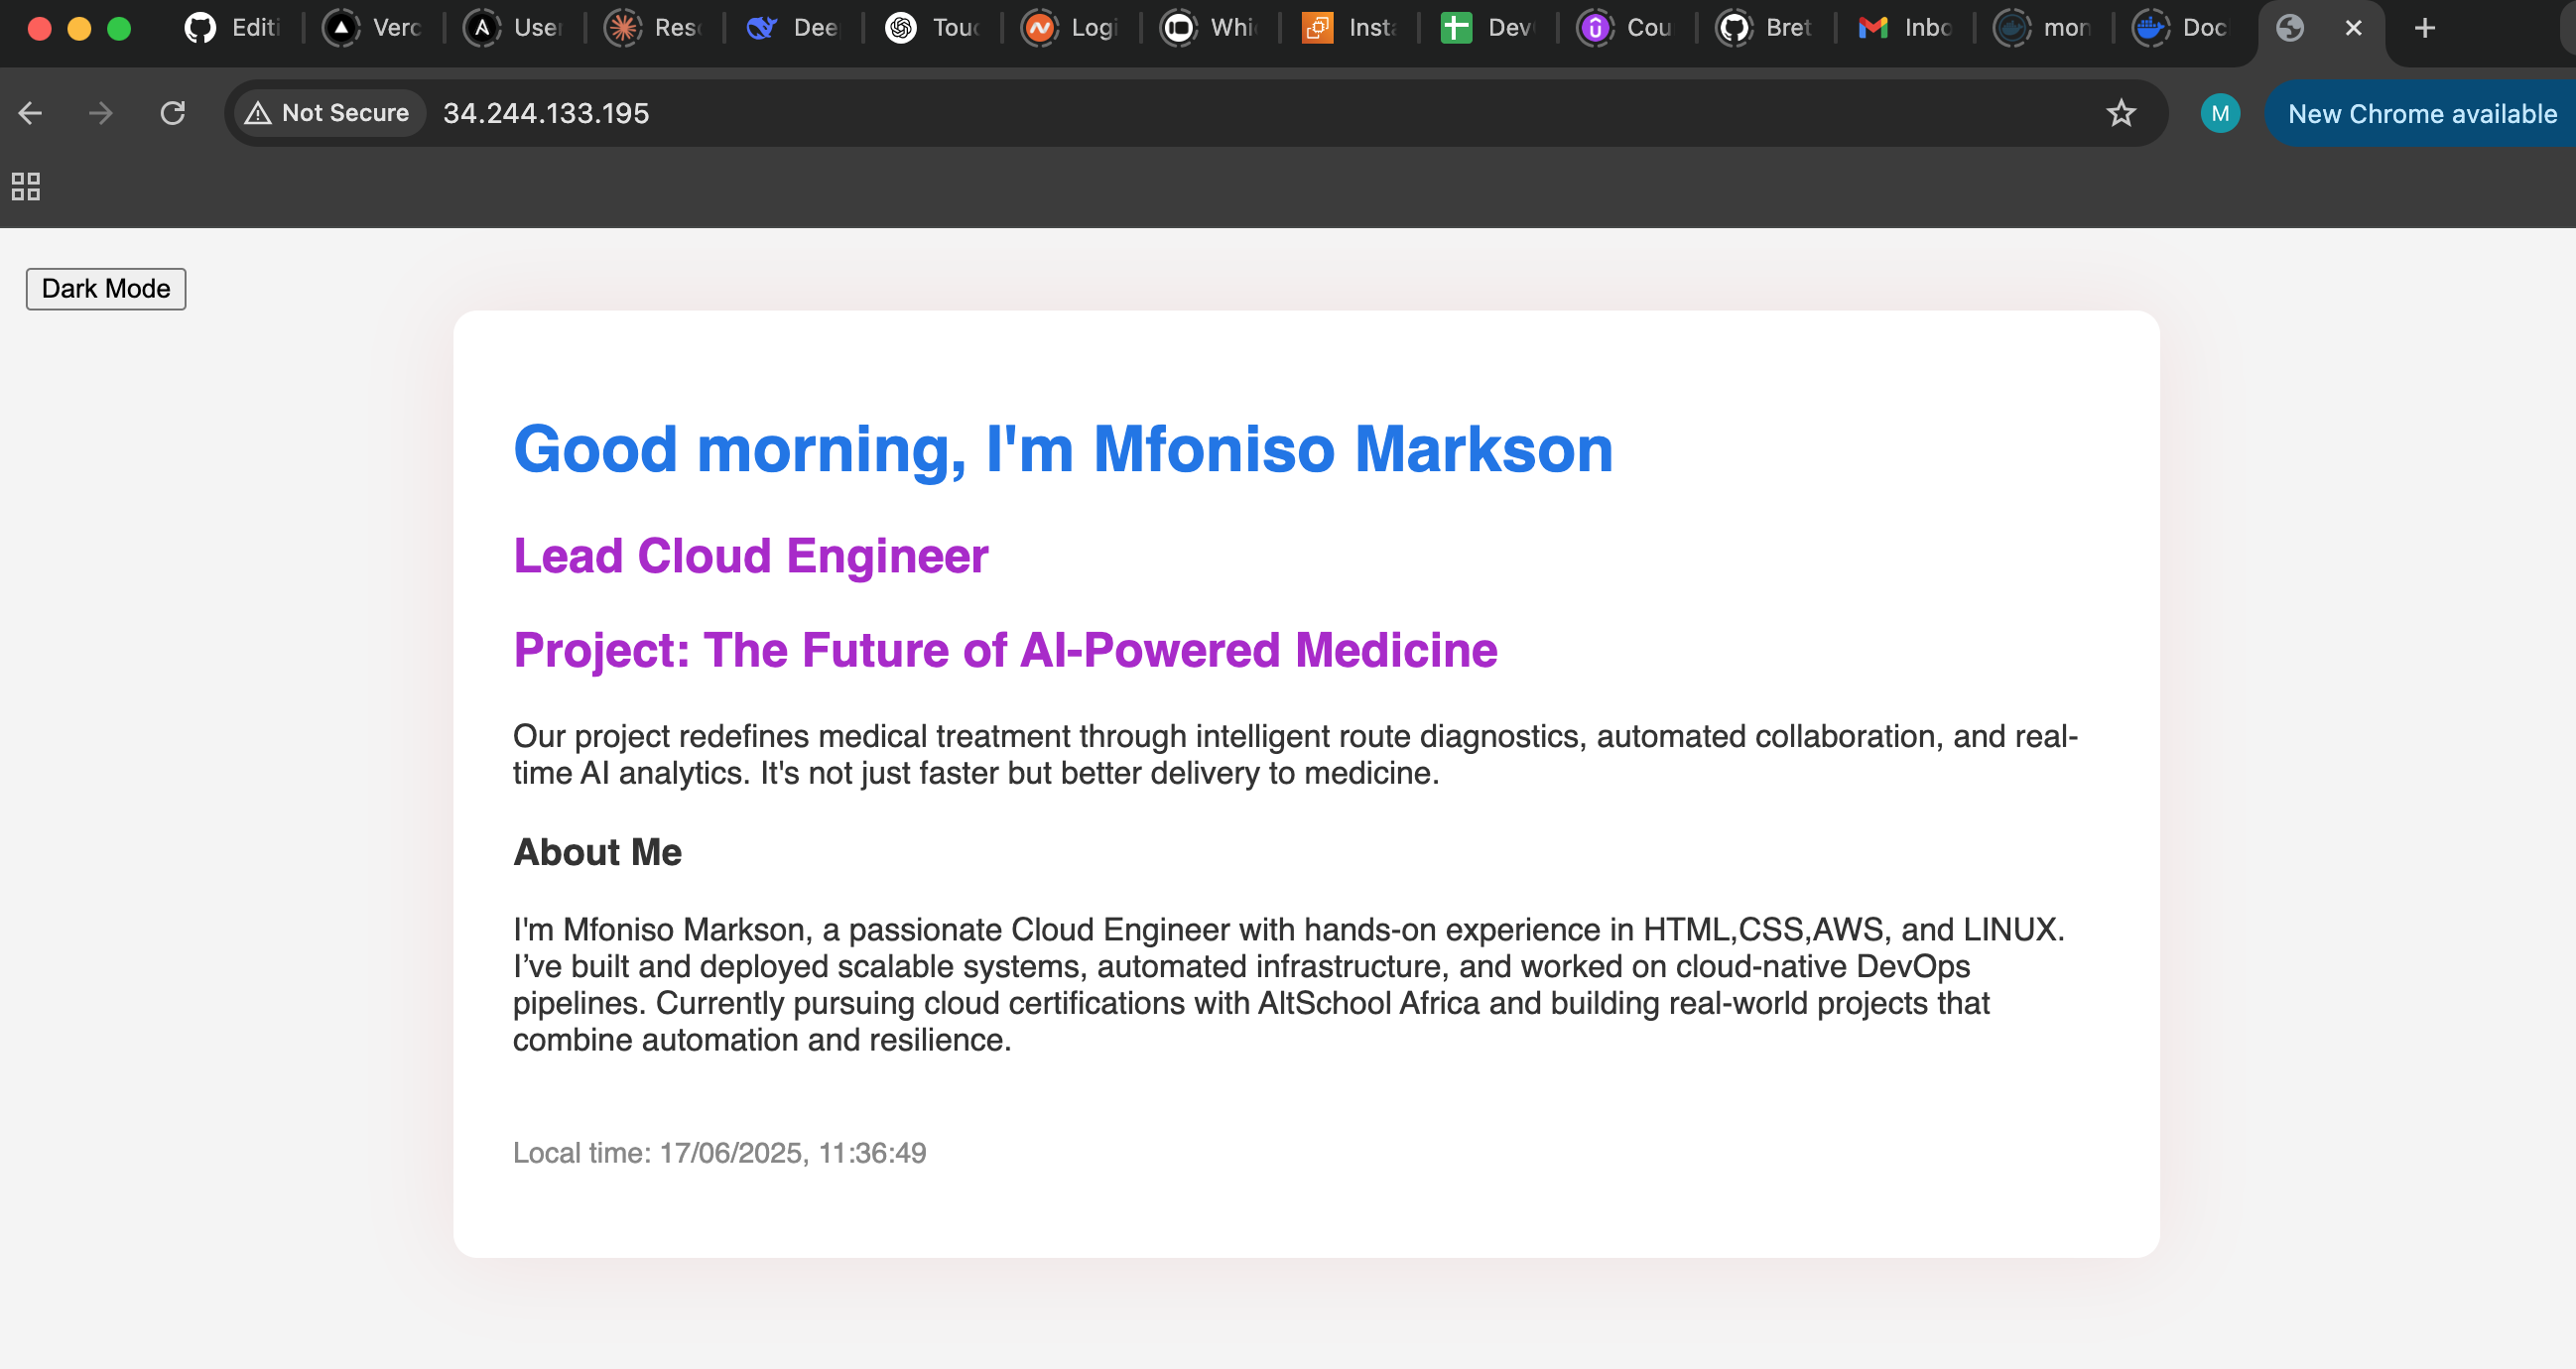 Editi
Verc
User
Reso
Deep
Touc
Logi
Whi
Insta
Dev
Cou
Bret
Inbo
mon
Doc
Not Secure
34.244.133.195
M
New Chrome available
Dark Mode
Good morning, I'm Mfoniso Markson
Lead Cloud Engineer
Project: The Future of AI-Powered Medicine
Our project redefines medical treatment through intelligent route diagnostics, automated collaboration, and real-
time AI analytics. It's not just faster but better delivery to medicine.
About Me
I'm Mfoniso Markson, a passionate Cloud Engineer with hands-on experience in HTML,CSS,AWS, and LINUX.
I’ve built and deployed scalable systems, automated infrastructure, and worked on cloud-native DevOps
pipelines. Currently pursuing cloud certifications with AltSchool Africa and building real-world projects that
combine automation and resilience.
Local time: 17/06/2025, 11:36:49